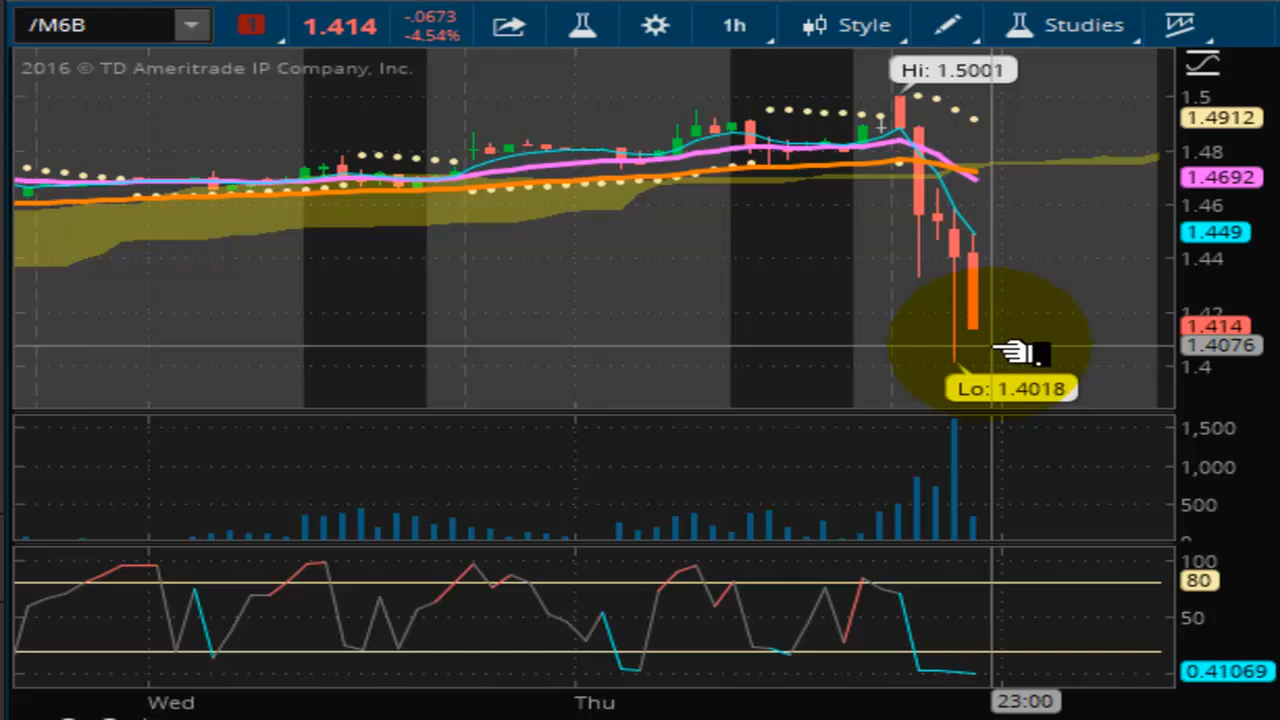 /M6B
1
1.414
-.0673
-4.54%
1h
Style
Studies
2016 © TD Ameritrade IP Company, Inc.
Hi: 1.5001
1.5
1.4912
1.48
1.4692
1.46
1.449
1.44
1.42
1.414
1.4076
1.4
Lo: 1.4018
1,500
1,000
500
0
100
80
50
0.41069
Wed
Thu
23:00